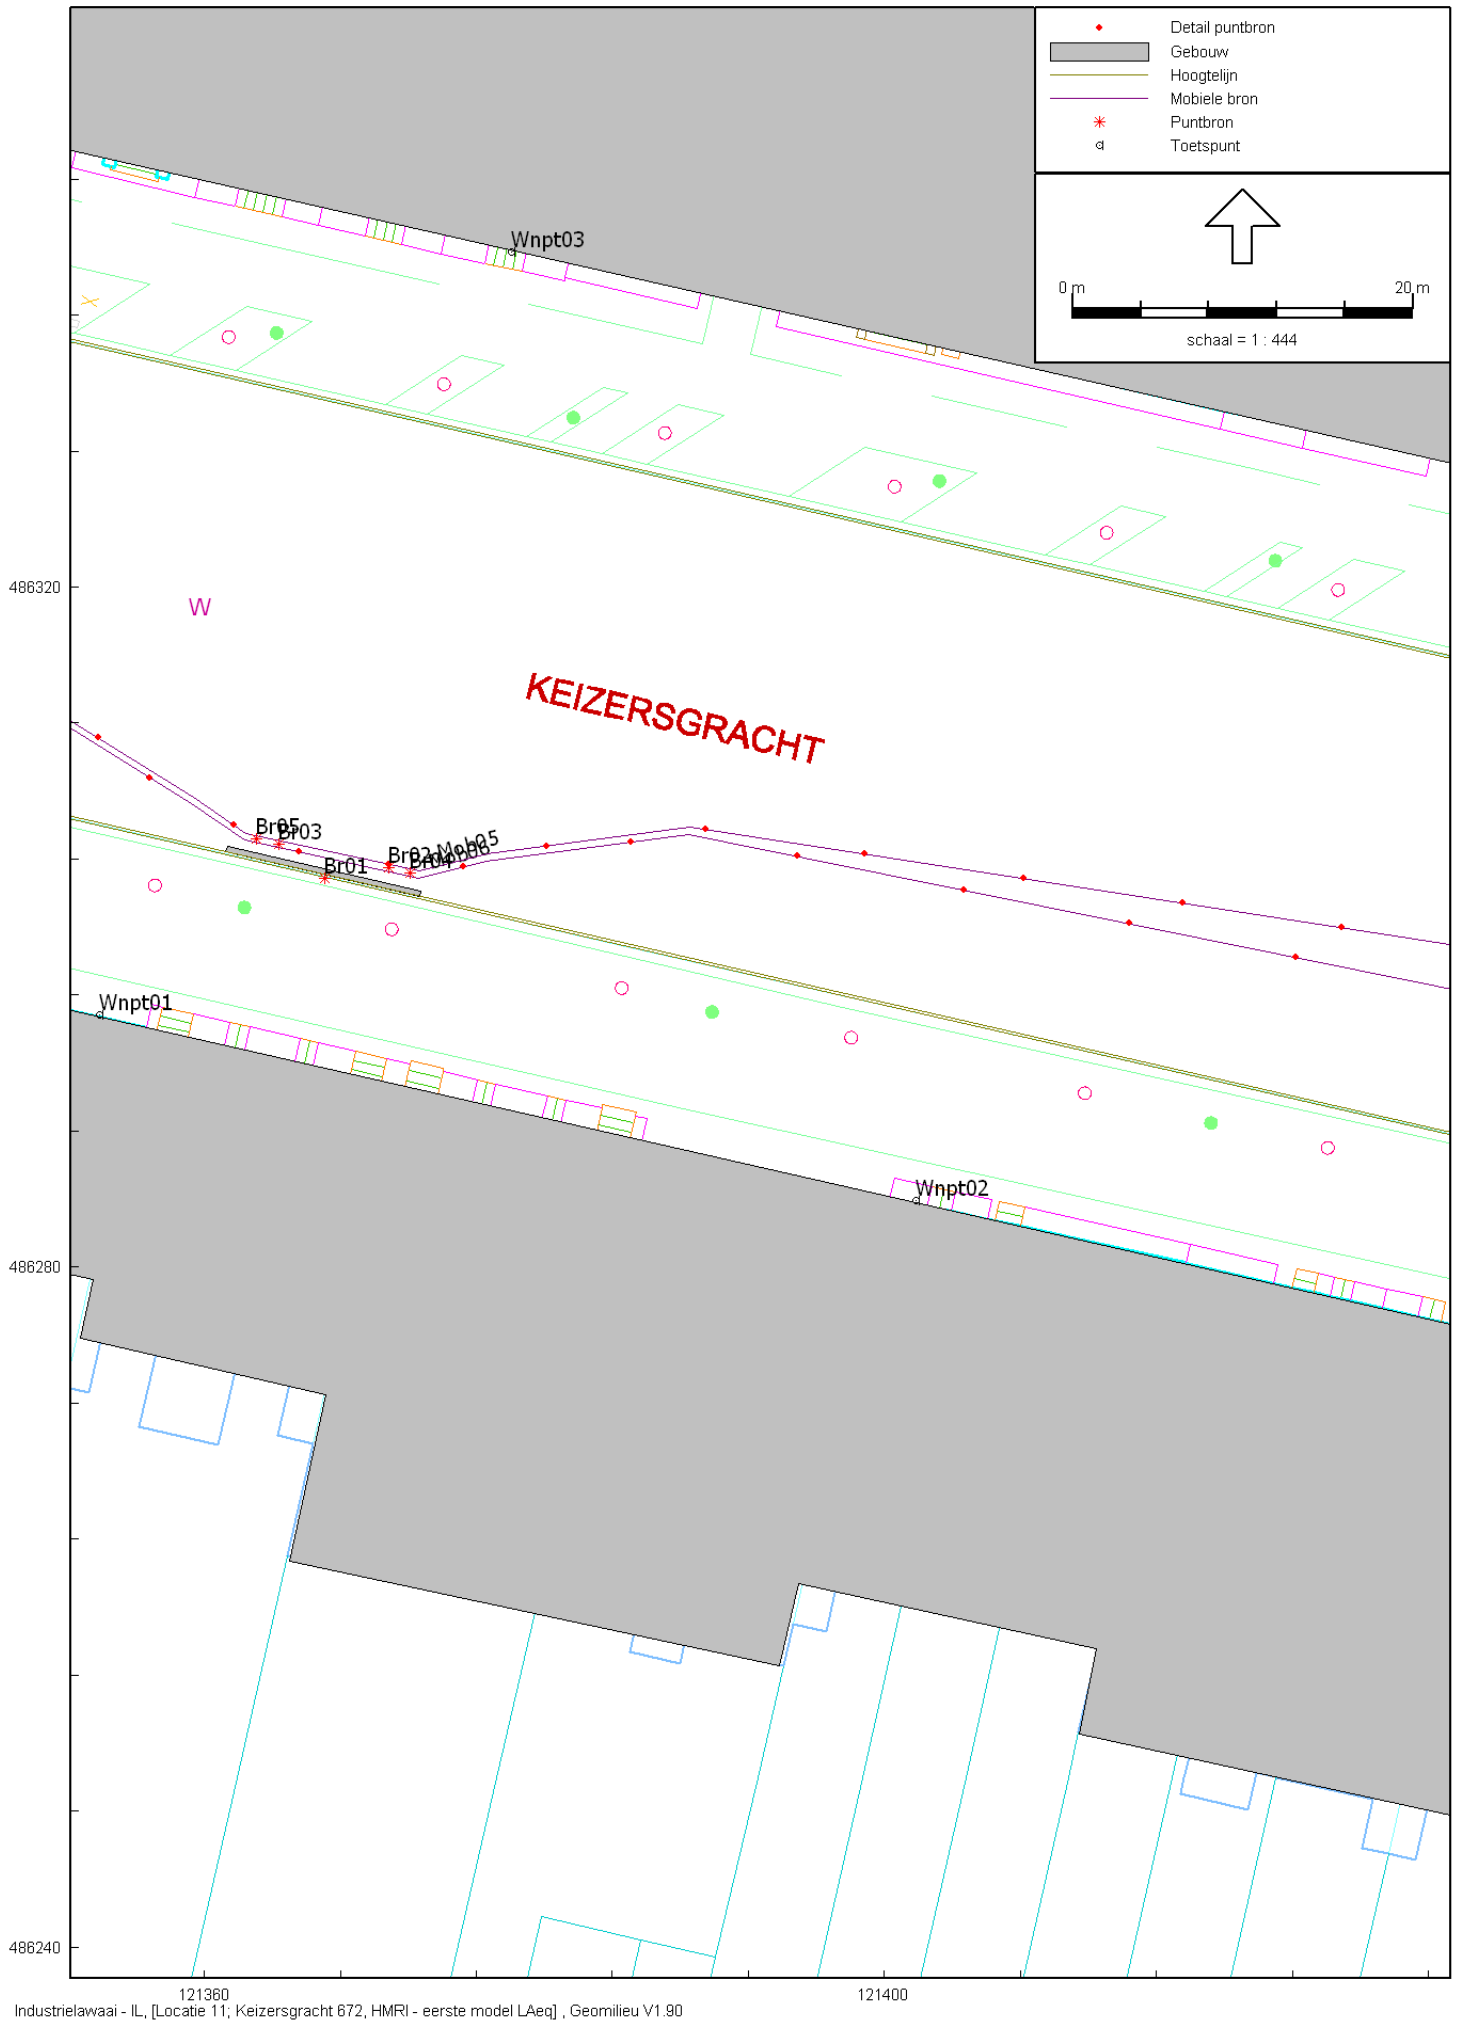 Detail puntbron
Gebouw
Hoogtelijn
Mobiele bron
Puntbron
Toetspunt
0 m 20 m
schaal = 1 : 444
Wnpt03
X
486320
W
KEIZERSGRACHT
Br05
Br03
Br02
Br04
Mob05
Mob06
Br01
Wnpt01
Wnpt02
486280
486240
121360 121400
Industrielawaai - IL, [Locatie 11; Keizersgracht 672, HMRI - eerste model LAeq] , Geomilieu V1.90